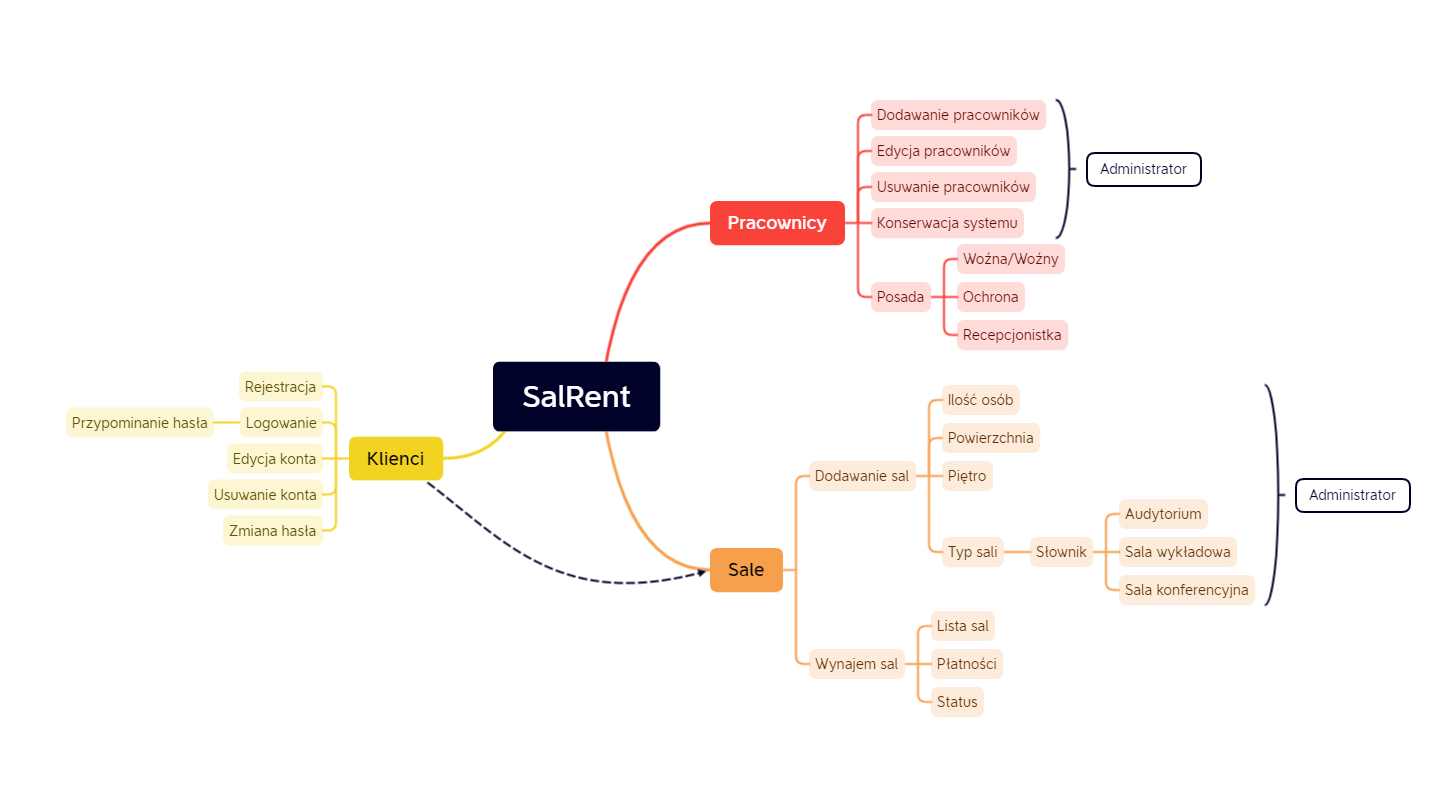 SalRent
Pracownicy
Dodawanie pracowników
Edycja pracowników
Usuwanie pracowników
Konserwacja systemu
Administrator
Posada
Woźna/Woźny
Ochrona
Recepcjonistka
Klienci
Rejestracja
Logowanie
Przypominanie hasła
Edycja konta
Usuwanie konta
Zmiana hasła
Sale
Dodawanie sal
Ilość osób
Powierzchnia
Piętro
Typ sali
Słownik
Audytorium
Sala wykładowa
Sala konferencyjna
Administrator
Wynajem sal
Lista sal
Płatności
Status